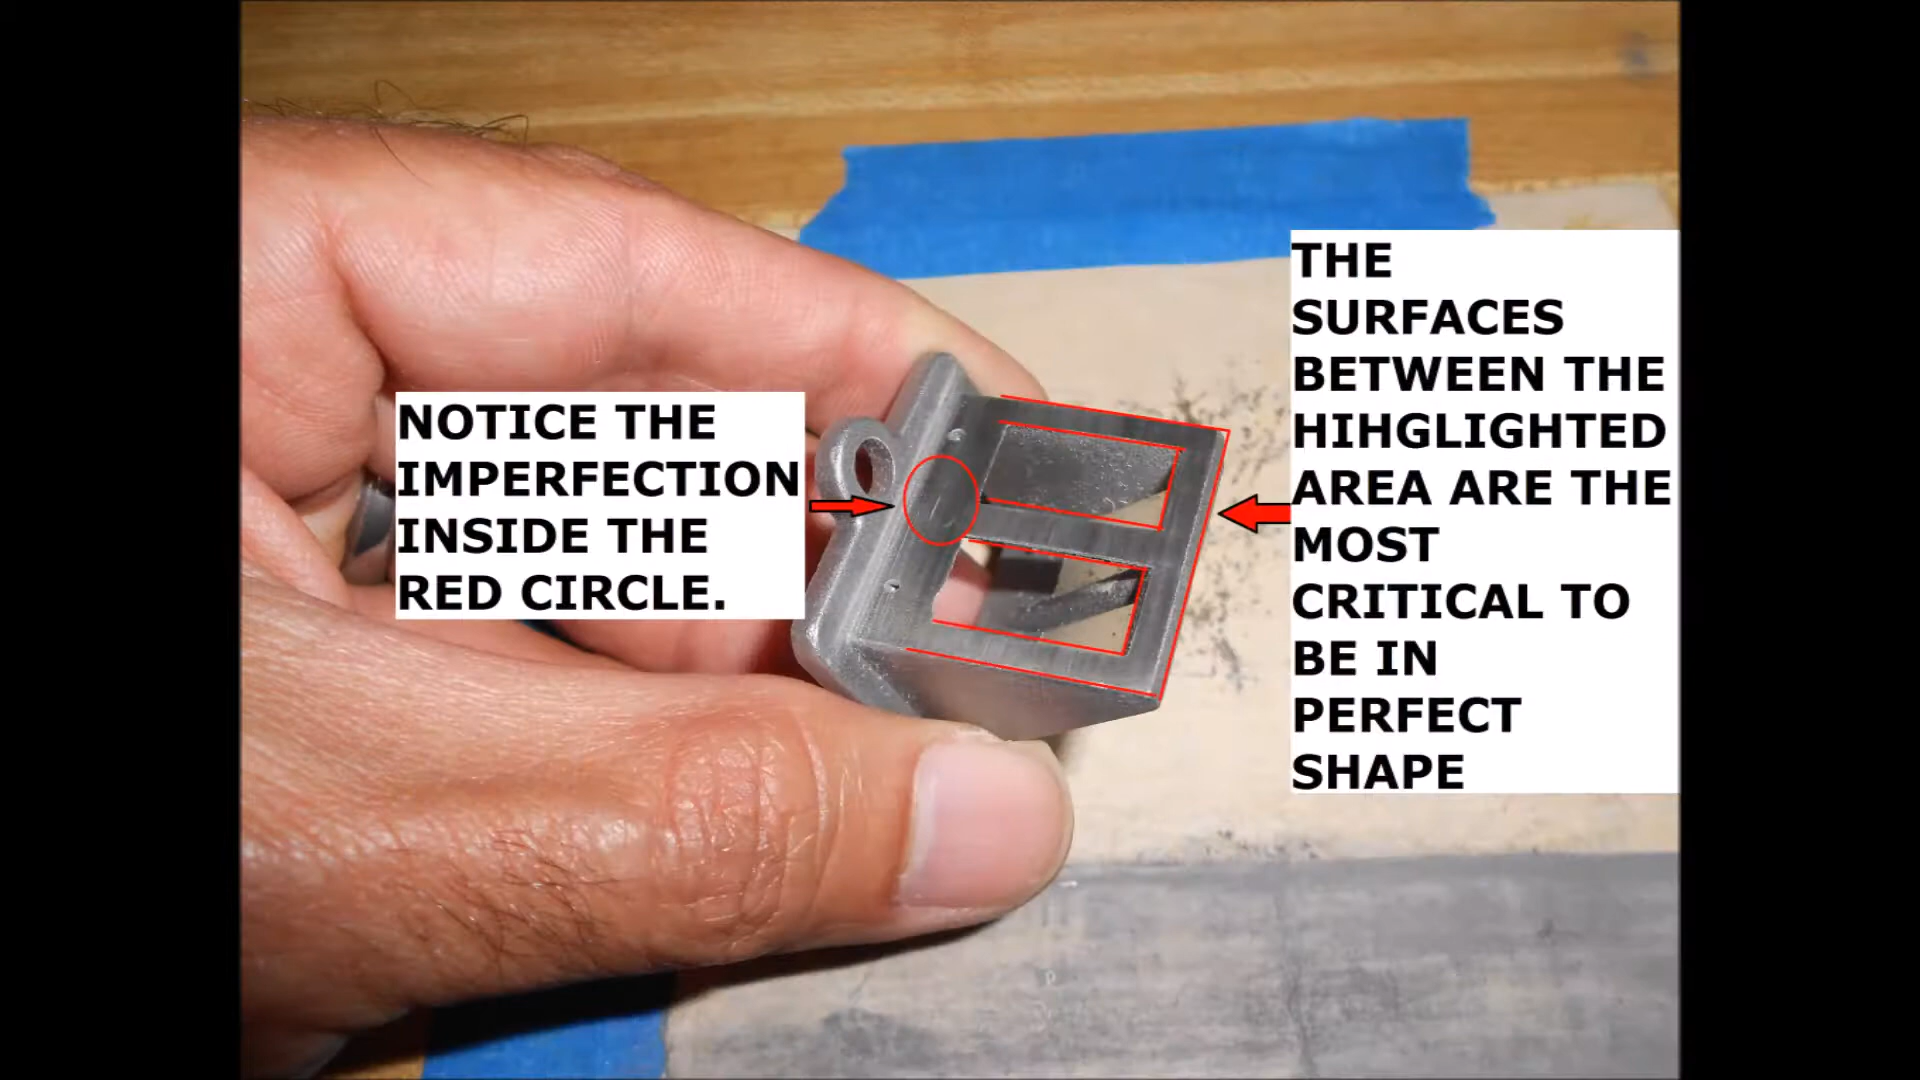 NOTICE THE
IMPERFECTION
INSIDE THE
RED CIRCLE.
THE
SURFACES
BETWEEN THE
HIHGLIGHTED
AREA ARE THE
MOST
CRITICAL TO
BE IN
PERFECT
SHAPE